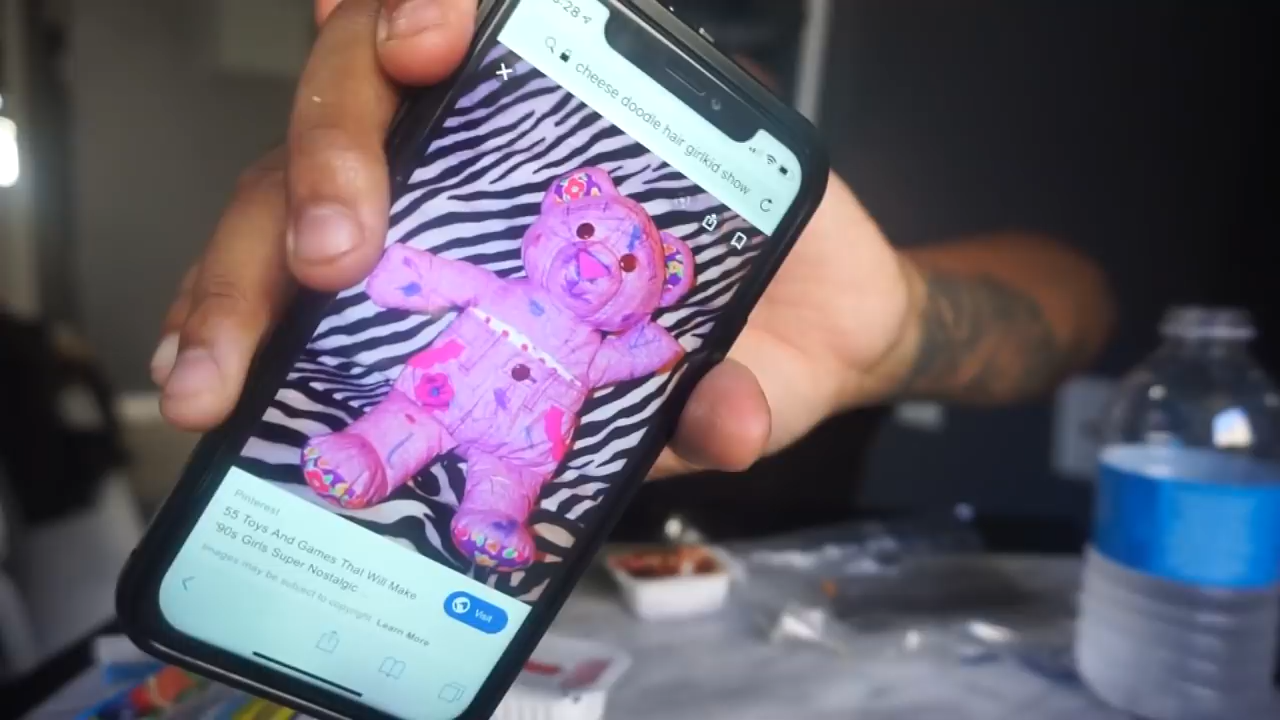 :28
cheese doodle hair girlkid show
Pinterest
55 Toys And Games That Will Make
'90s Girls Super Nostalgic ...
Images may be subject to copyright. Learn More
Visit